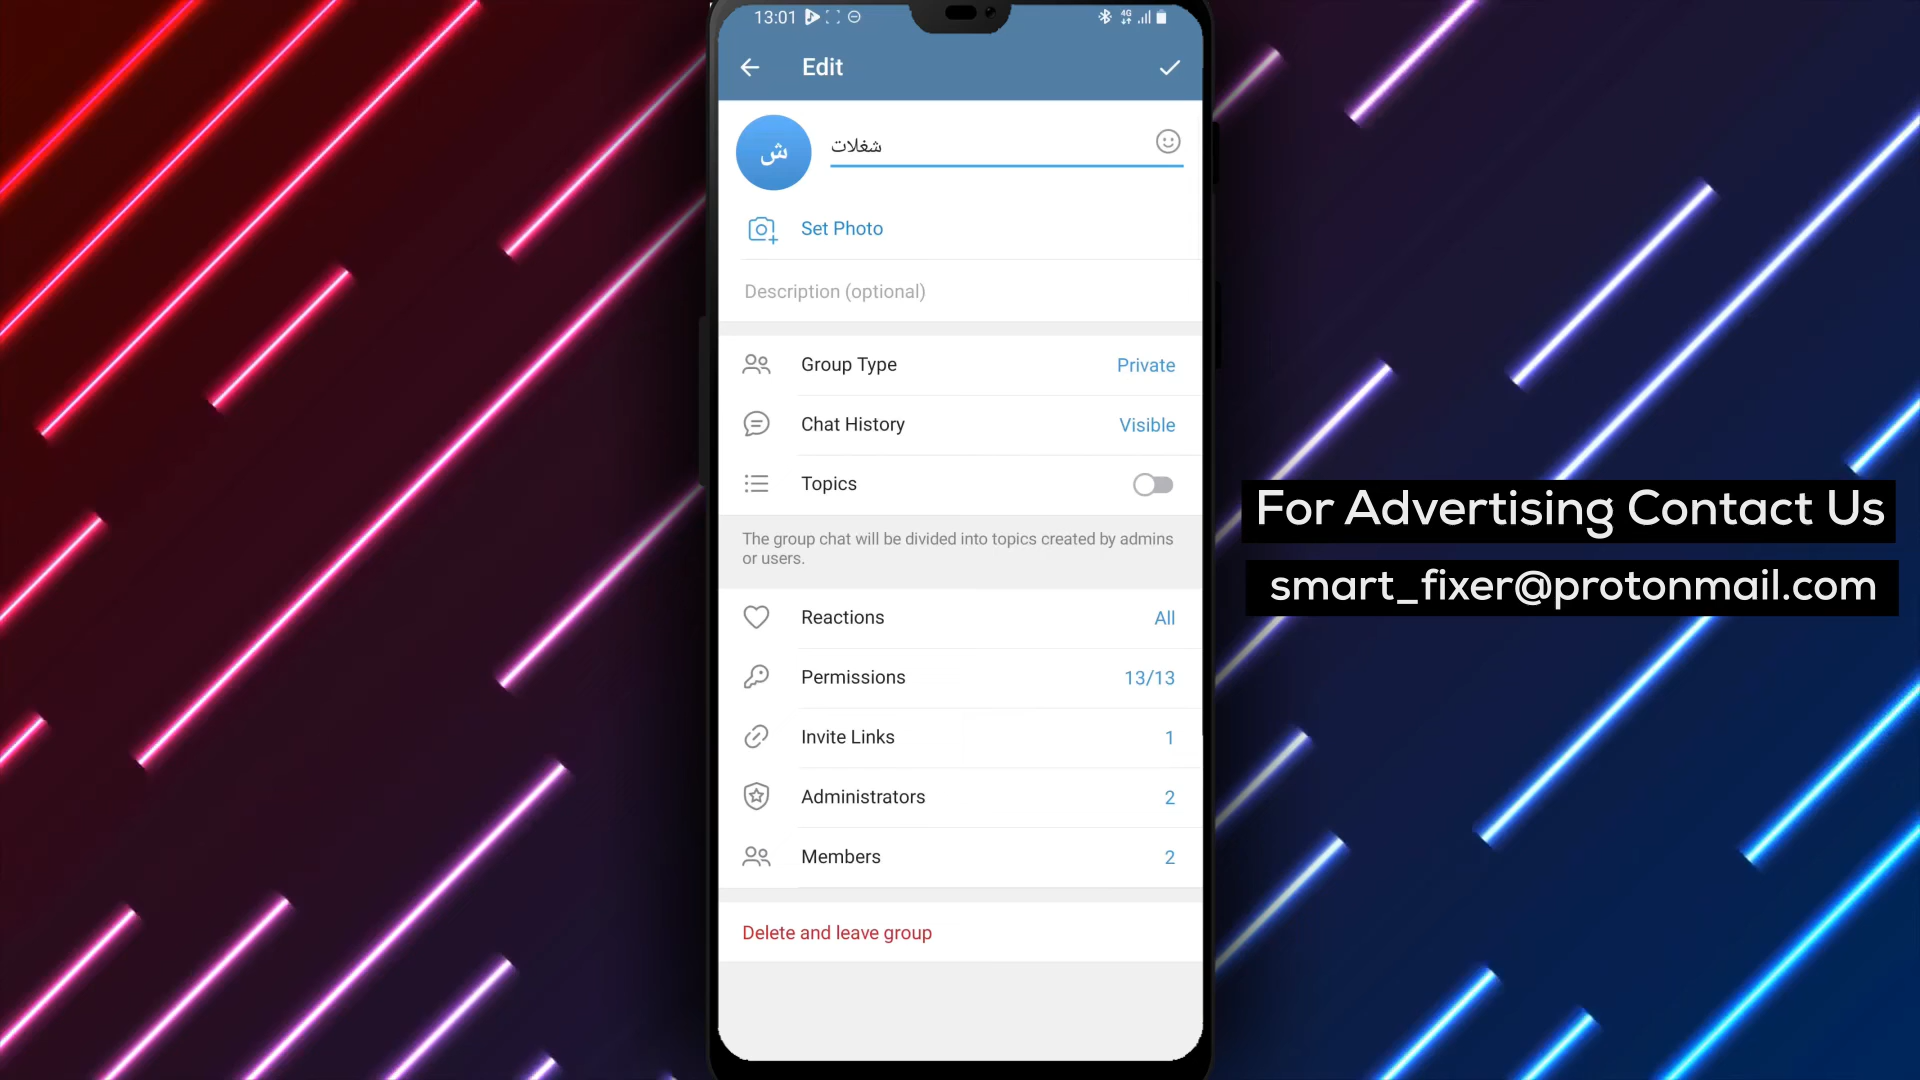 13:01
4G
Edit
ش
شغلات
Set Photo
Description (optional)
Group Type
Private
Chat History
Visible
Topics
The group chat will be divided into topics created by admins
or users.
Reactions
All
Permissions
13/13
Invite Links
1
Administrators
2
Members
2
Delete and leave group
For Advertising Contact Us
smart_fixer@protonmail.com